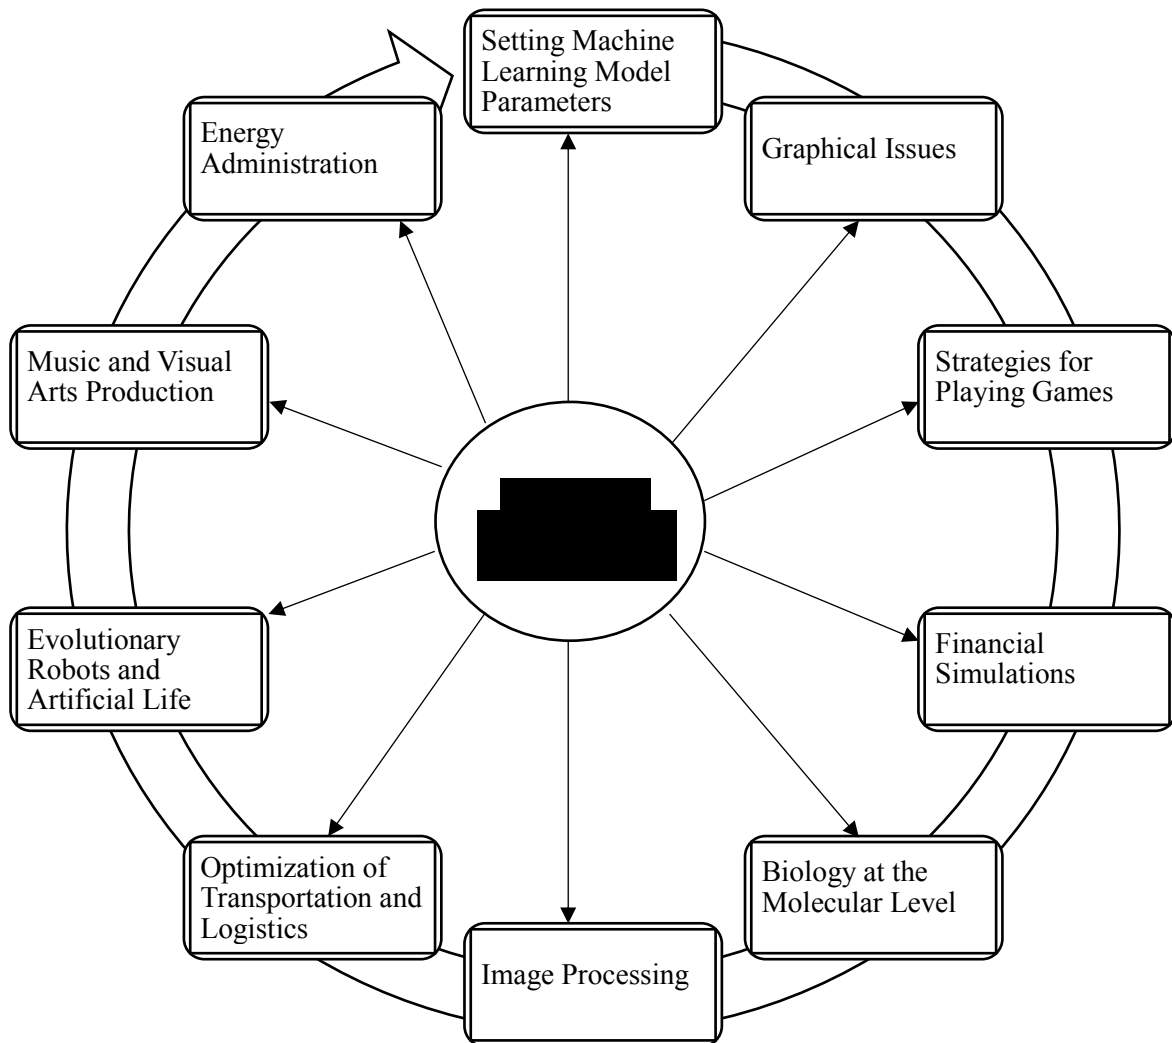 Setting Machine
Learning Model
Parameters
Graphical Issues
Strategies for
Playing Games
Financial
Simulations
Biology at the
Molecular Level
Image Processing
Optimization of
Transportation and
Logistics
Evolutionary
Robots and
Artificial Life
Music and Visual
Arts Production
Energy
Administration